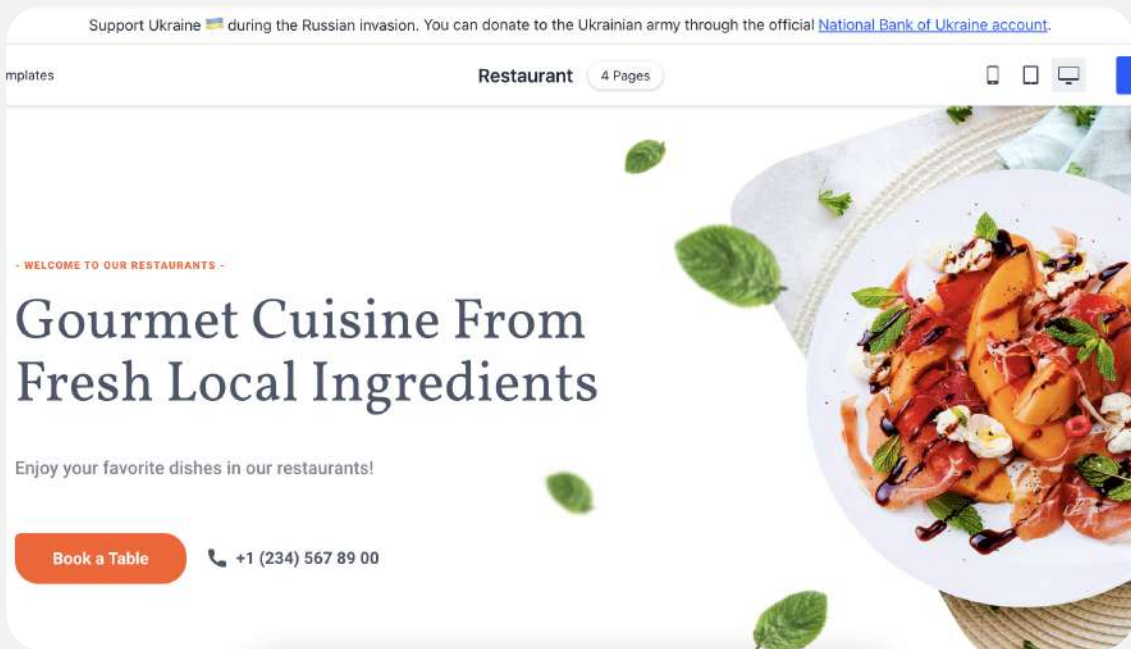 Support Ukraine 🇺🇦 during the Russian invasion. You can donate to the Ukrainian army through the official National Bank of Ukraine account.
mplates
Restaurant
4 Pages
- WELCOME TO OUR RESTAURANTS -
Gourmet Cuisine From
Fresh Local Ingredients
Enjoy your favorite dishes in our restaurants!
Book a Table
+1 (234) 567 89 00